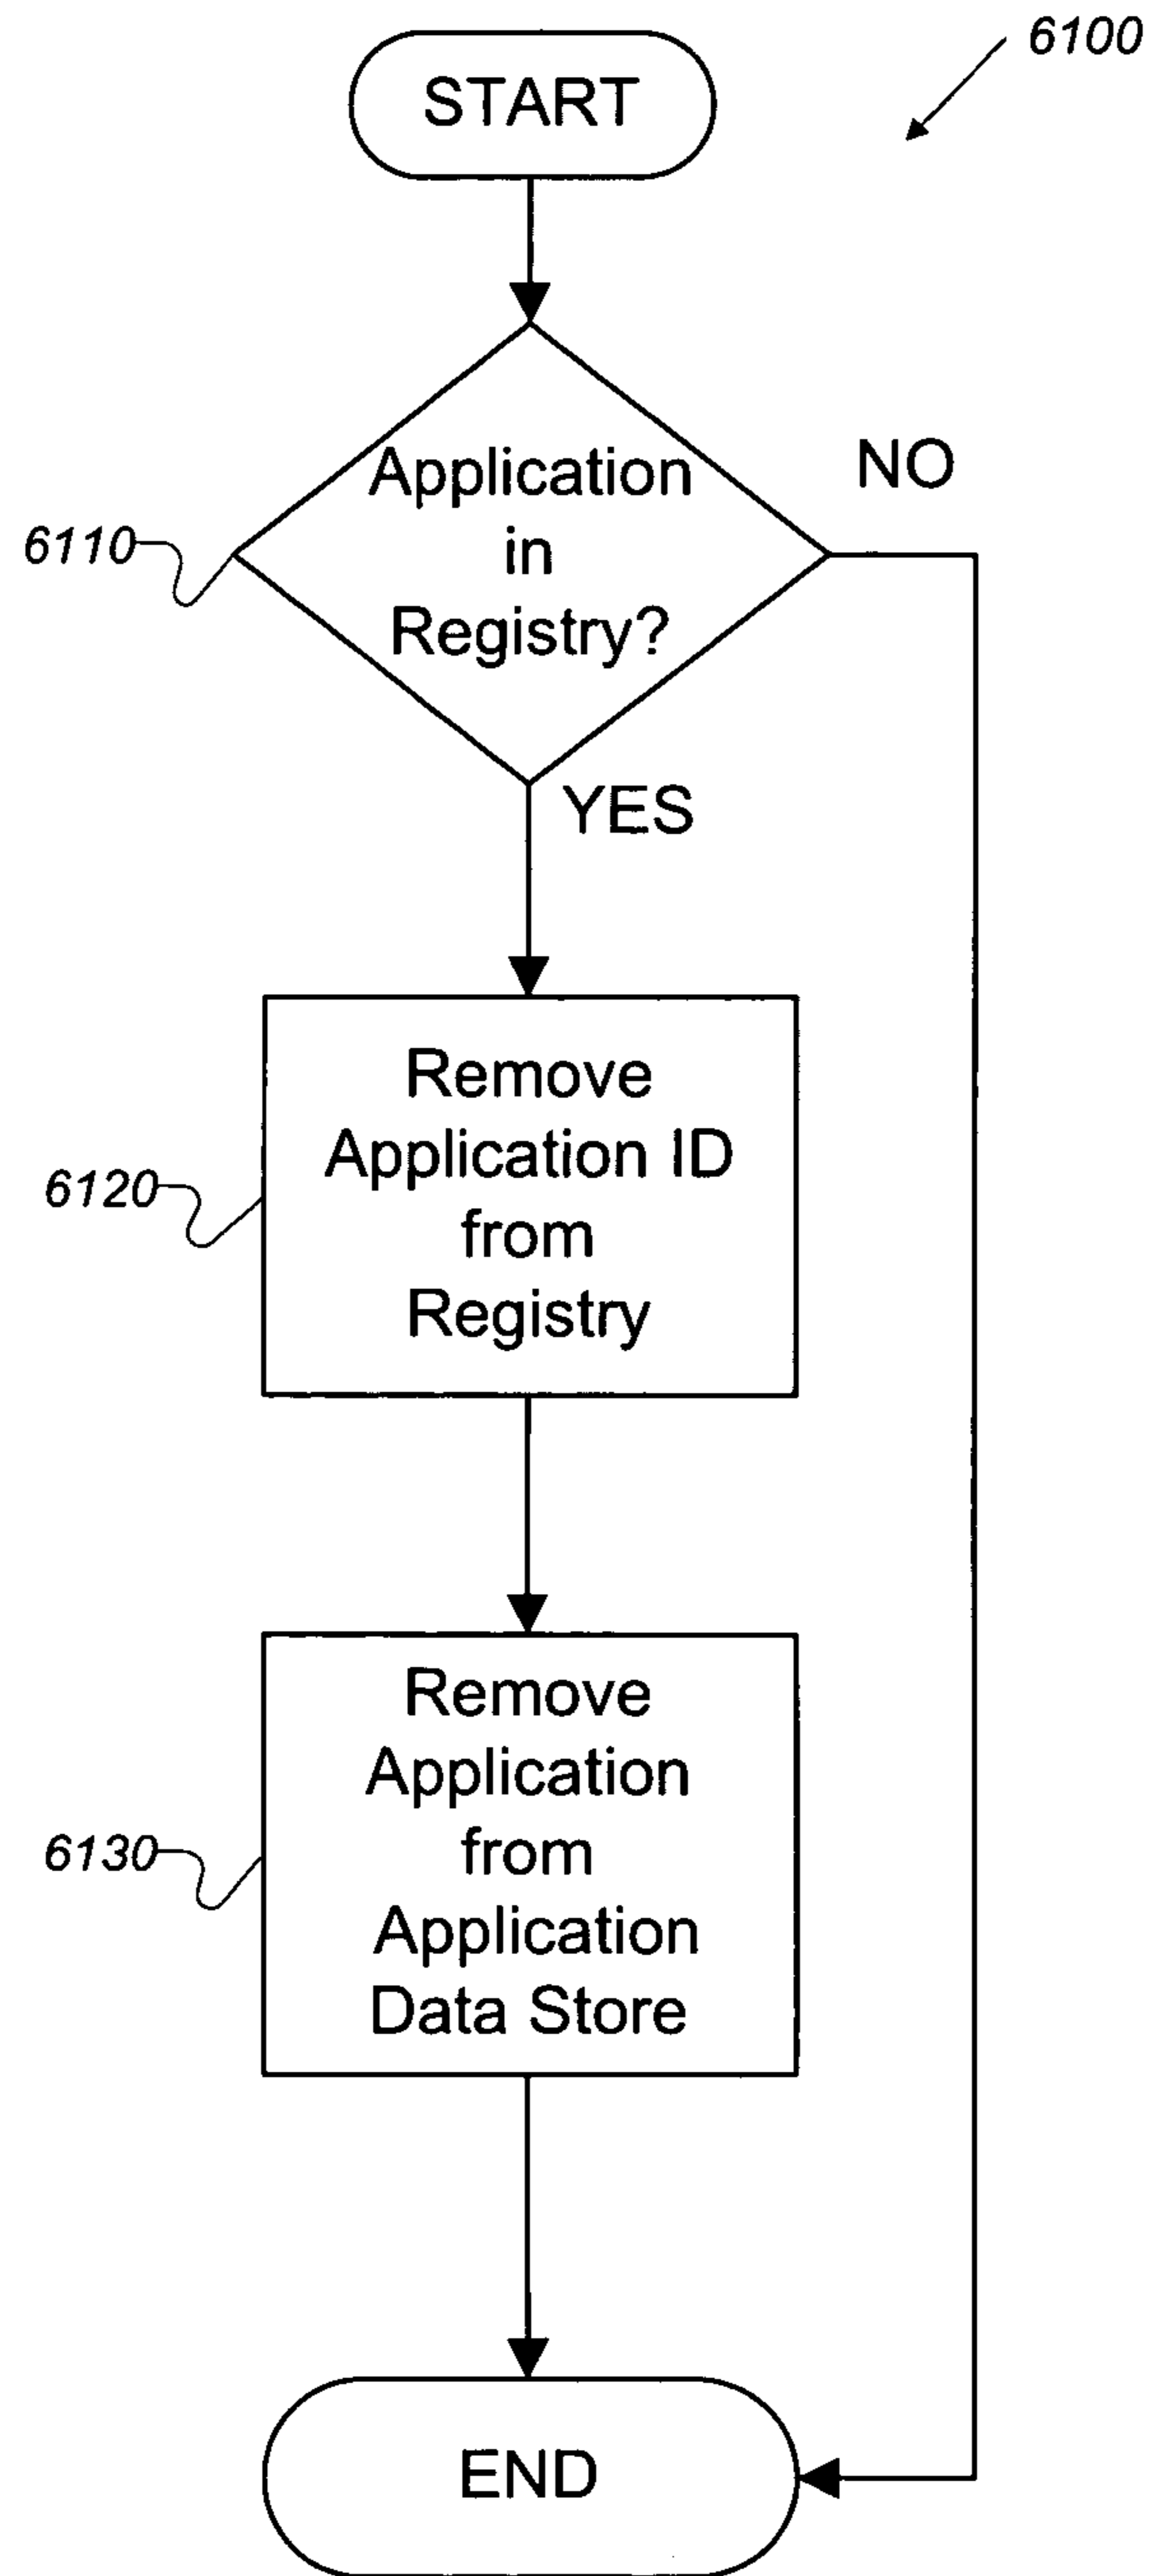 6100
START
Application
in
Registry?
NO
6110
YES
Remove
Application ID
from
Registry
6120
Remove
Application
from
Application
Data Store
6130
END